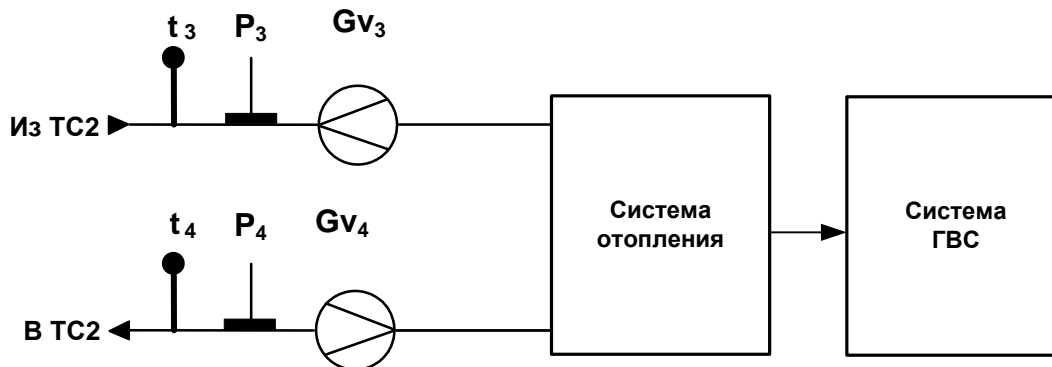 t 3 P3 Gv3
Из ТС2
t 4 P4 Gv4
Система
отопления
Система
ГВС
В ТС2